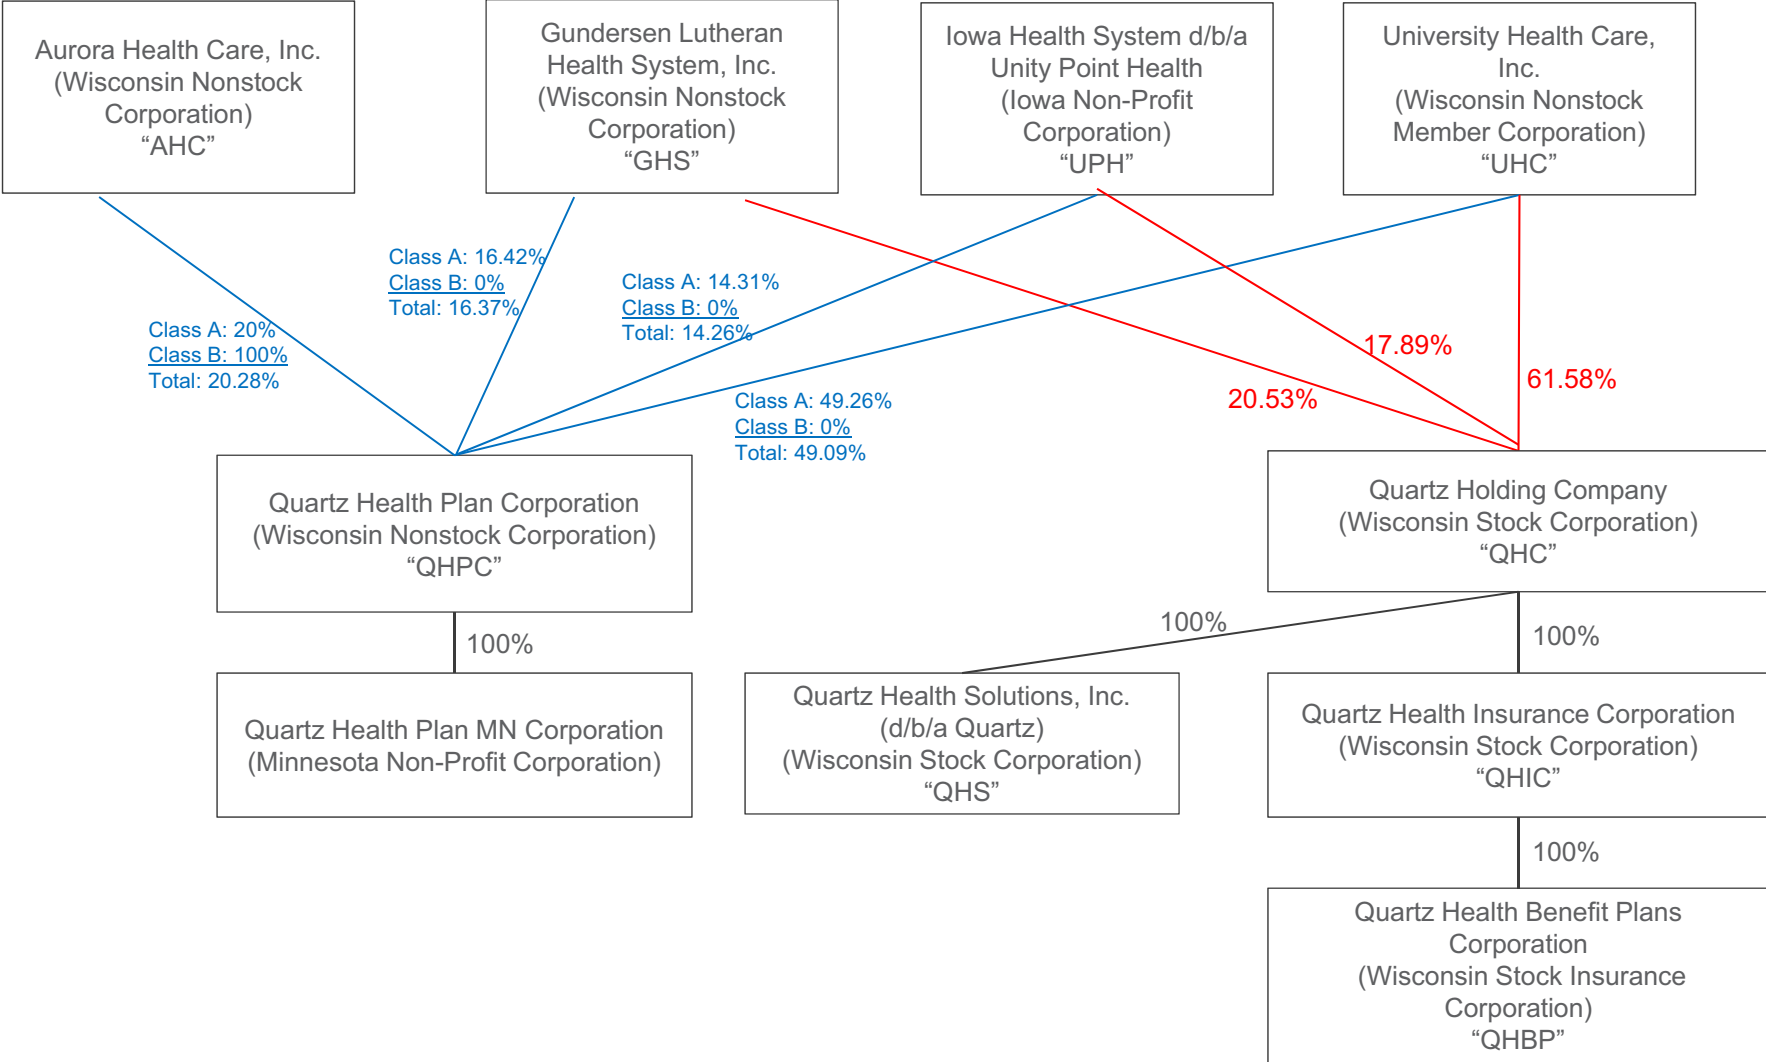 Aurora Health Care, Inc.
(Wisconsin Nonstock
Corporation)
“AHC”
Gundersen Lutheran
Health System, Inc.
(Wisconsin Nonstock
Corporation)
“GHS”
Iowa Health System d/b/a
Unity Point Health
(Iowa Non-Profit
Corporation)
“UPH”
University Health Care,
Inc.
(Wisconsin Nonstock
Member Corporation)
“UHC”
Class A: 20%
Class B: 100%
Total: 20.28%
Class A: 16.42%
Class B: 0%
Total: 16.37%
Class A: 14.31%
Class B: 0%
Total: 14.26%
Class A: 49.26%
Class B: 0%
Total: 49.09%
20.53%
17.89%
61.58%
Quartz Health Plan Corporation
(Wisconsin Nonstock Corporation)
“QHPC”
Quartz Holding Company
(Wisconsin Stock Corporation)
“QHC”
100%
100%
100%
Quartz Health Plan MN Corporation
(Minnesota Non-Profit Corporation)
Quartz Health Solutions, Inc.
(d/b/a Quartz)
(Wisconsin Stock Corporation)
“QHS”
Quartz Health Insurance Corporation
(Wisconsin Stock Corporation)
“QHIC”
100%
Quartz Health Benefit Plans
Corporation
(Wisconsin Stock Insurance
Corporation)
“QHBP”